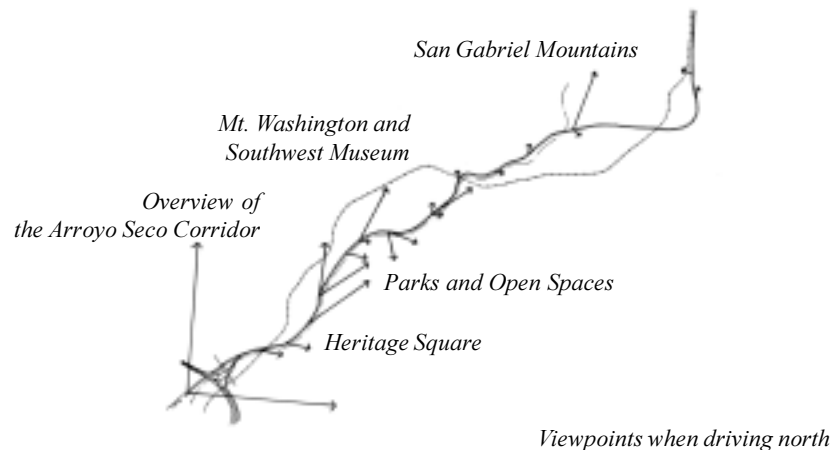 San Gabriel Mountains
Mt. Washington and
Southwest Museum
Overview of
the Arroyo Seco Corridor
Parks and Open Spaces
Heritage Square
Viewpoints when driving north